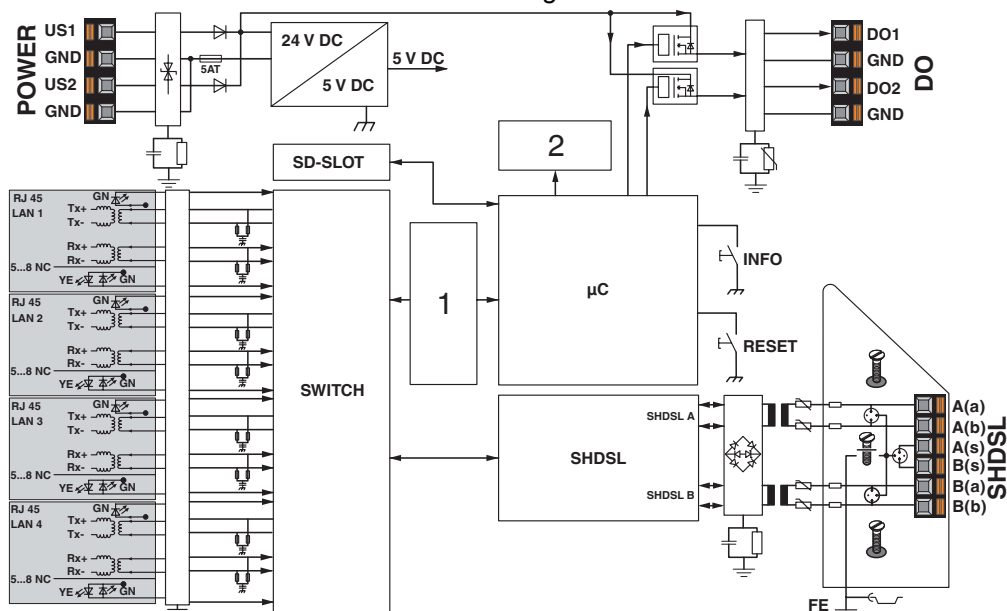 POWER
US1
GND
US2
GND
5AT
24 V DC
5 V DC
5 V DC
DO1
GND
DO2
GND
DO
SD-SLOT
2
RJ 45
LAN 1
GN
Tx+
Tx-
Rx+
Rx-
5...8 NC
YE
GN
RJ 45
LAN 2
GN
Tx+
Tx-
Rx+
Rx-
5...8 NC
YE
GN
RJ 45
LAN 3
GN
Tx+
Tx-
Rx+
Rx-
5...8 NC
YE
GN
RJ 45
LAN 4
GN
Tx+
Tx-
Rx+
Rx-
5...8 NC
YE
GN
SWITCH
1
µC
INFO
RESET
SHDSL A
SHDSL
SHDSL B
A(a)
A(b)
A(s)
B(s)
B(a)
B(b)
SHDSL
FE